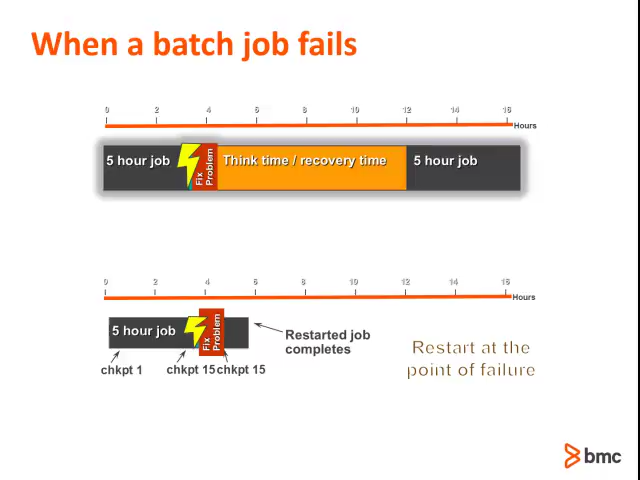 When a batch job fails
0 2 4 6 8 10 12 14 16
Hours
5 hour job Fix Problem Think time / recovery time 5 hour job
0 2 4 6 8 10 12 14 16
Hours
5 hour job Fix Problem
Restarted job
completes
chkpt 1 chkpt 15 chkpt 15
Restart at the
point of failure
bmc